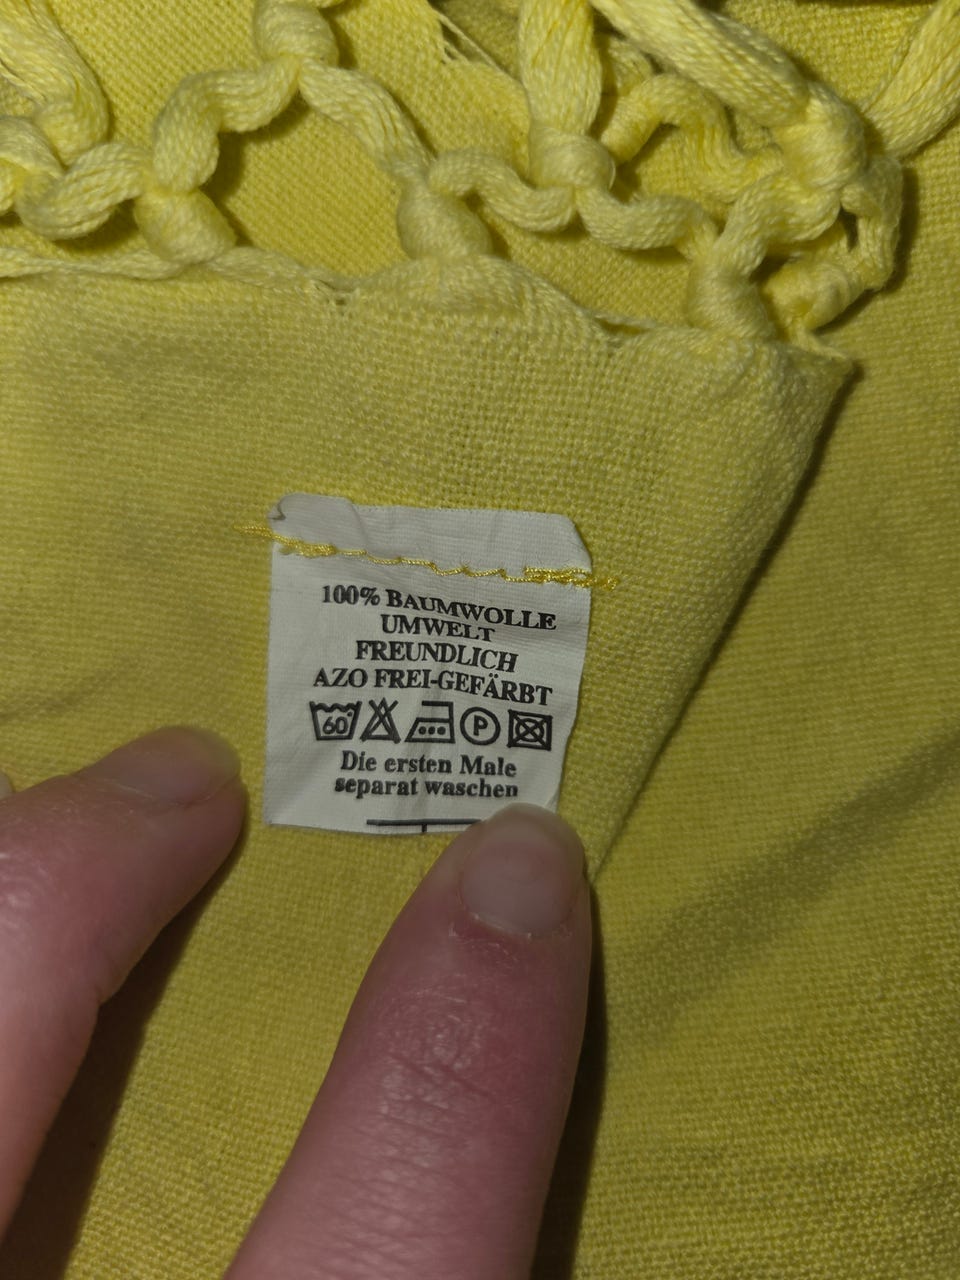 100% BAUMWOLLE
UMWELT
FREUNDLICH
AZO FREI-GEFÄRBT
60 P
Die ersten Male
separat waschen